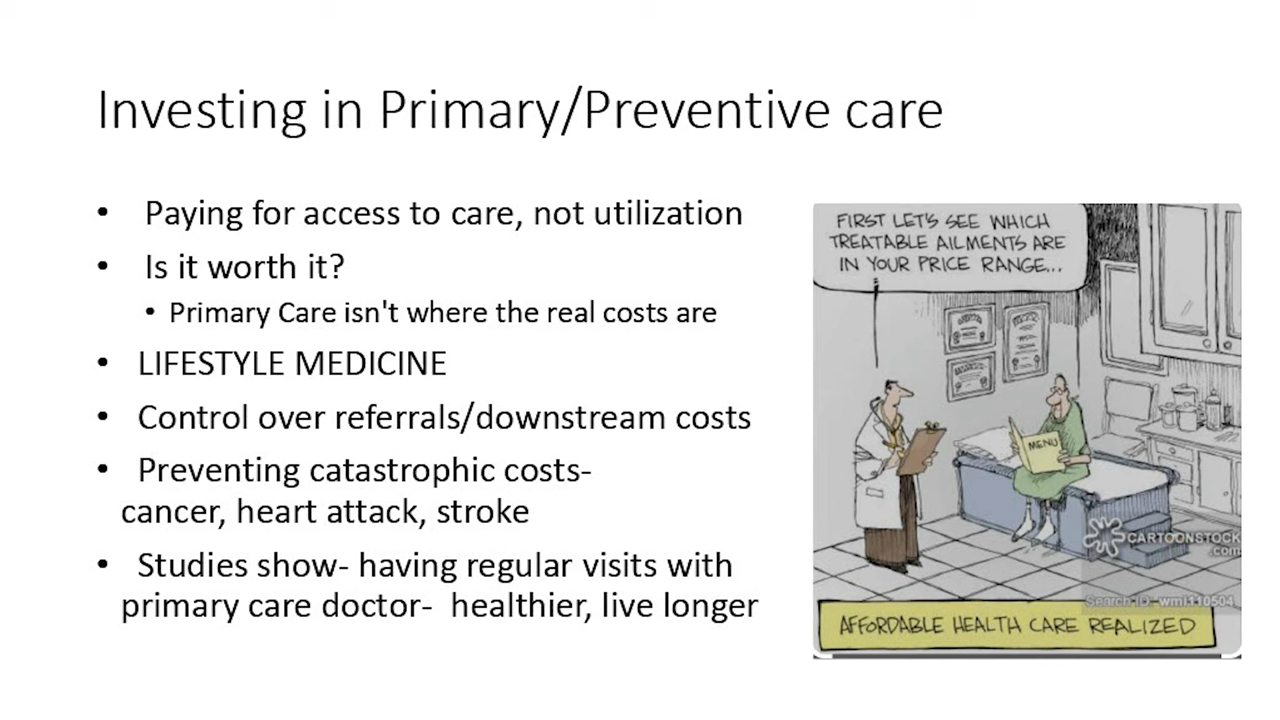 Investing in Primary/Preventive care
• Paying for access to care, not utilization
• Is it worth it?
• Primary Care isn't where the real costs are
• LIFESTYLE MEDICINE
• Control over referrals/downstream costs
• Preventing catastrophic costs-
cancer, heart attack, stroke
• Studies show- having regular visits with
primary care doctor- healthier, live longer
FIRST LET'S SEE WHICH
TREATABLE AILMENTS ARE
IN YOUR PRICE RANGE...
MENU
CARTOONSTOCK
.com
Search ID: wmi110504
AFFORDABLE HEALTH CARE REALIZED